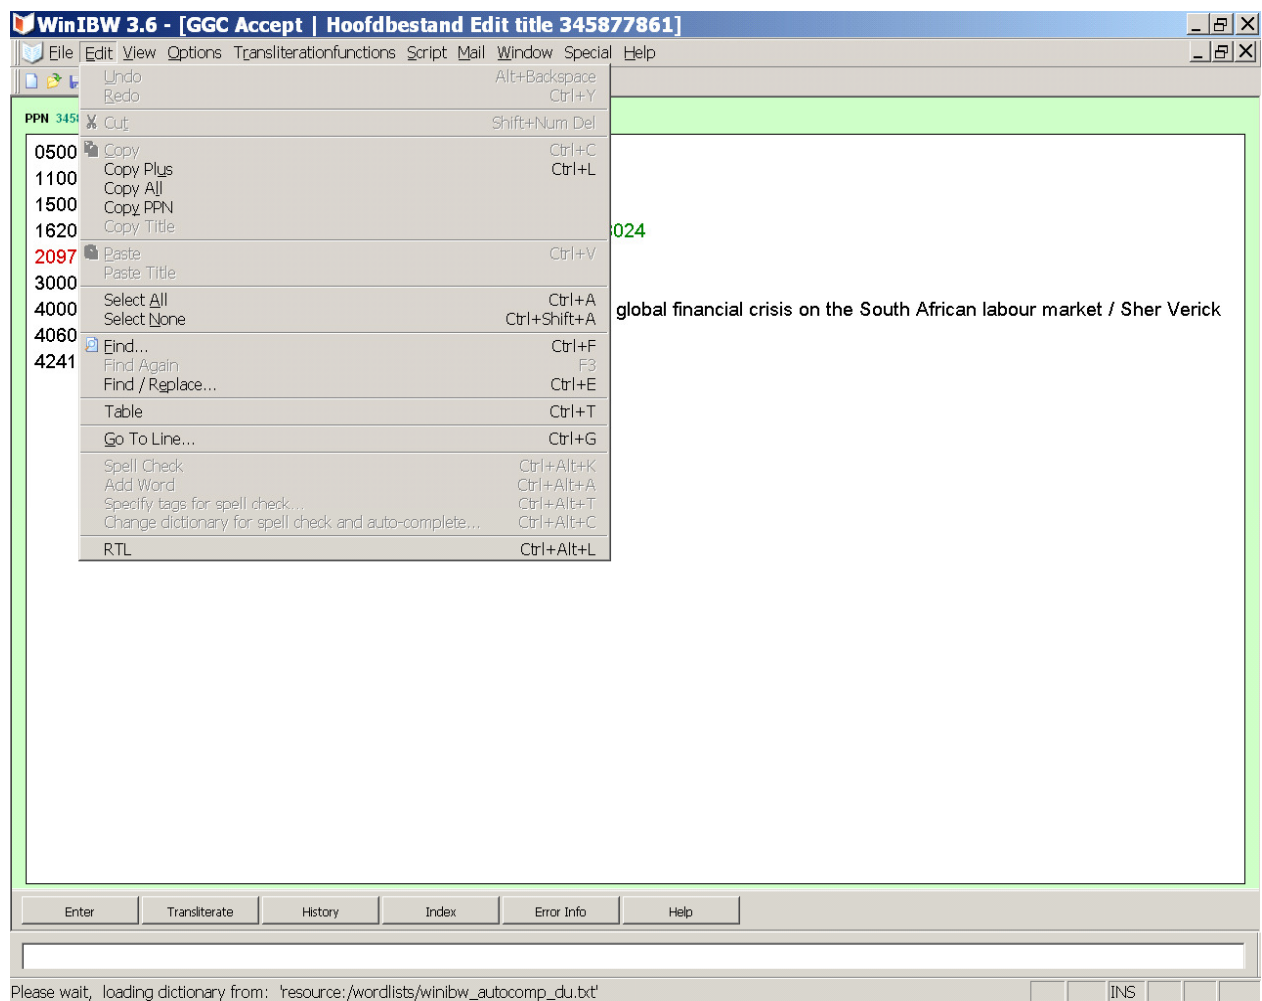 WinIBW 3.6 - [GGC Accept | Hoofdbestand Edit title 345877861]
File Edit View Options Transliterationfunctions Script Mail Window Special Help
Undo Alt+Backspace
Redo Ctrl+Y
PPN 345
Cut Shift+Num Del
0500 Copy Ctrl+C
Copy Plus Ctrl+L
1100 Copy All
1500 Copy PPN
1620 Copy Title 024
2097 Paste Ctrl+V
Paste Title
3000
4000 Select All Ctrl+A global financial crisis on the South African labour market / Sher Verick
Select None Ctrl+Shift+A
4060 Find... Ctrl+F
4241 Find Again F3
Find / Replace... Ctrl+E
Table Ctrl+T
Go To Line... Ctrl+G
Spell Check Ctrl+Alt+K
Add Word Ctrl+Alt+A
Specify tags for spell check... Ctrl+Alt+T
Change dictionary for spell check and auto-complete... Ctrl+Alt+C
RTL Ctrl+Alt+L
Enter Transliterate History Index Error Info Help
Please wait, loading dictionary from: 'resource:/wordlists/winibw_autocomp_du.txt' INS